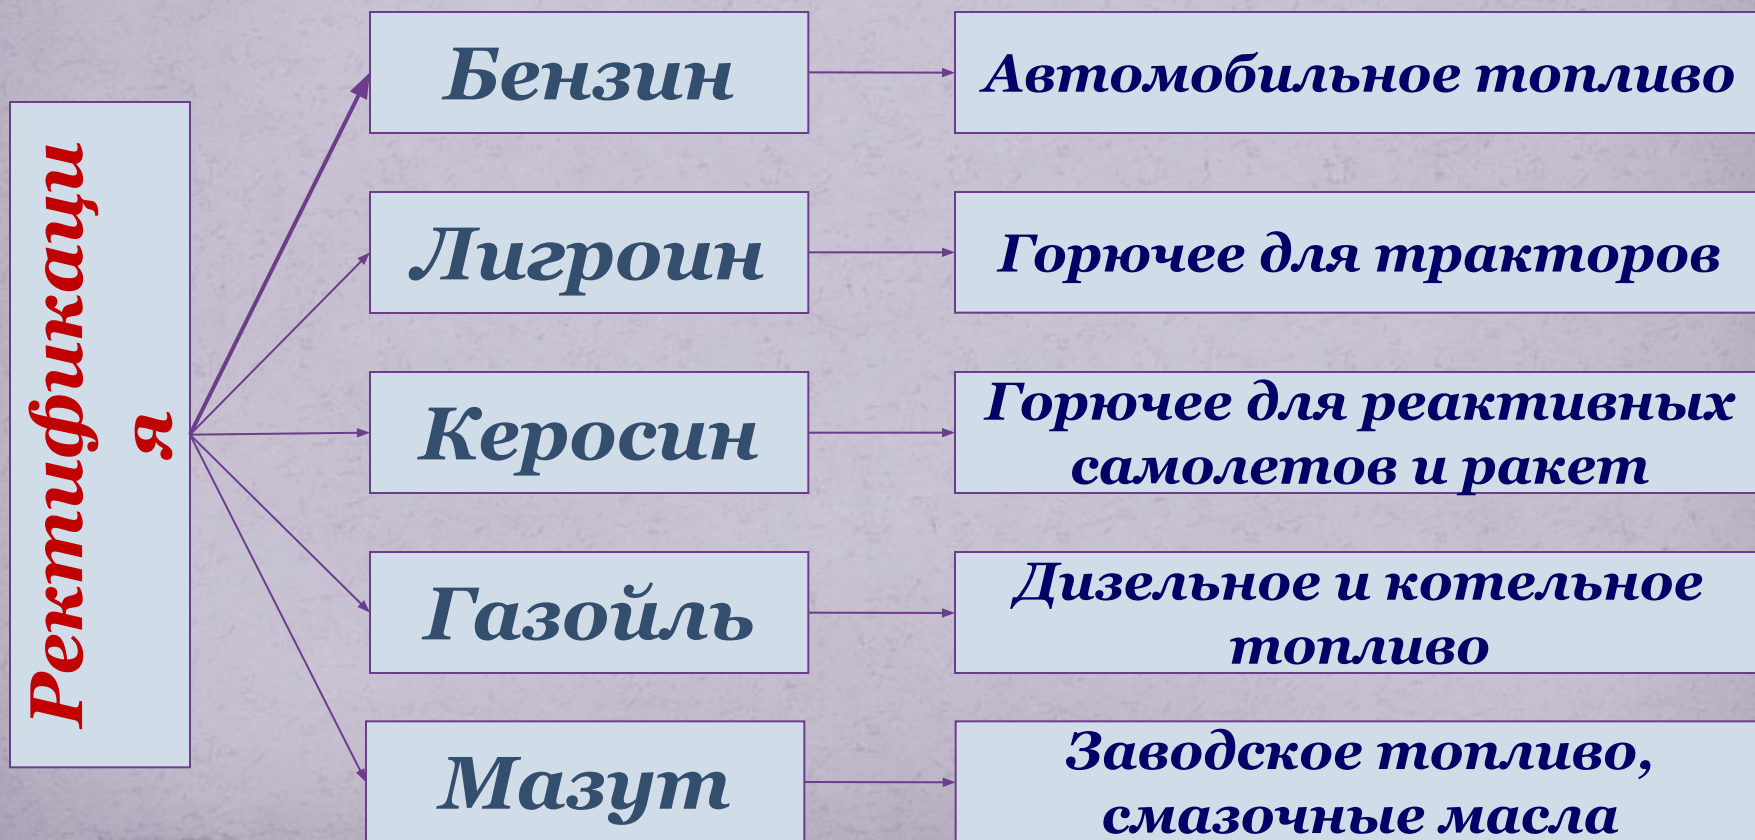 Ректификаци
я
Бензин
Автомобильное топливо
Лигроин
Горючее для тракторов
Керосин
Горючее для реактивных
самолетов и ракет
Газойль
Дизельное и котельное
топливо
Мазут
Заводское топливо,
смазочные масла